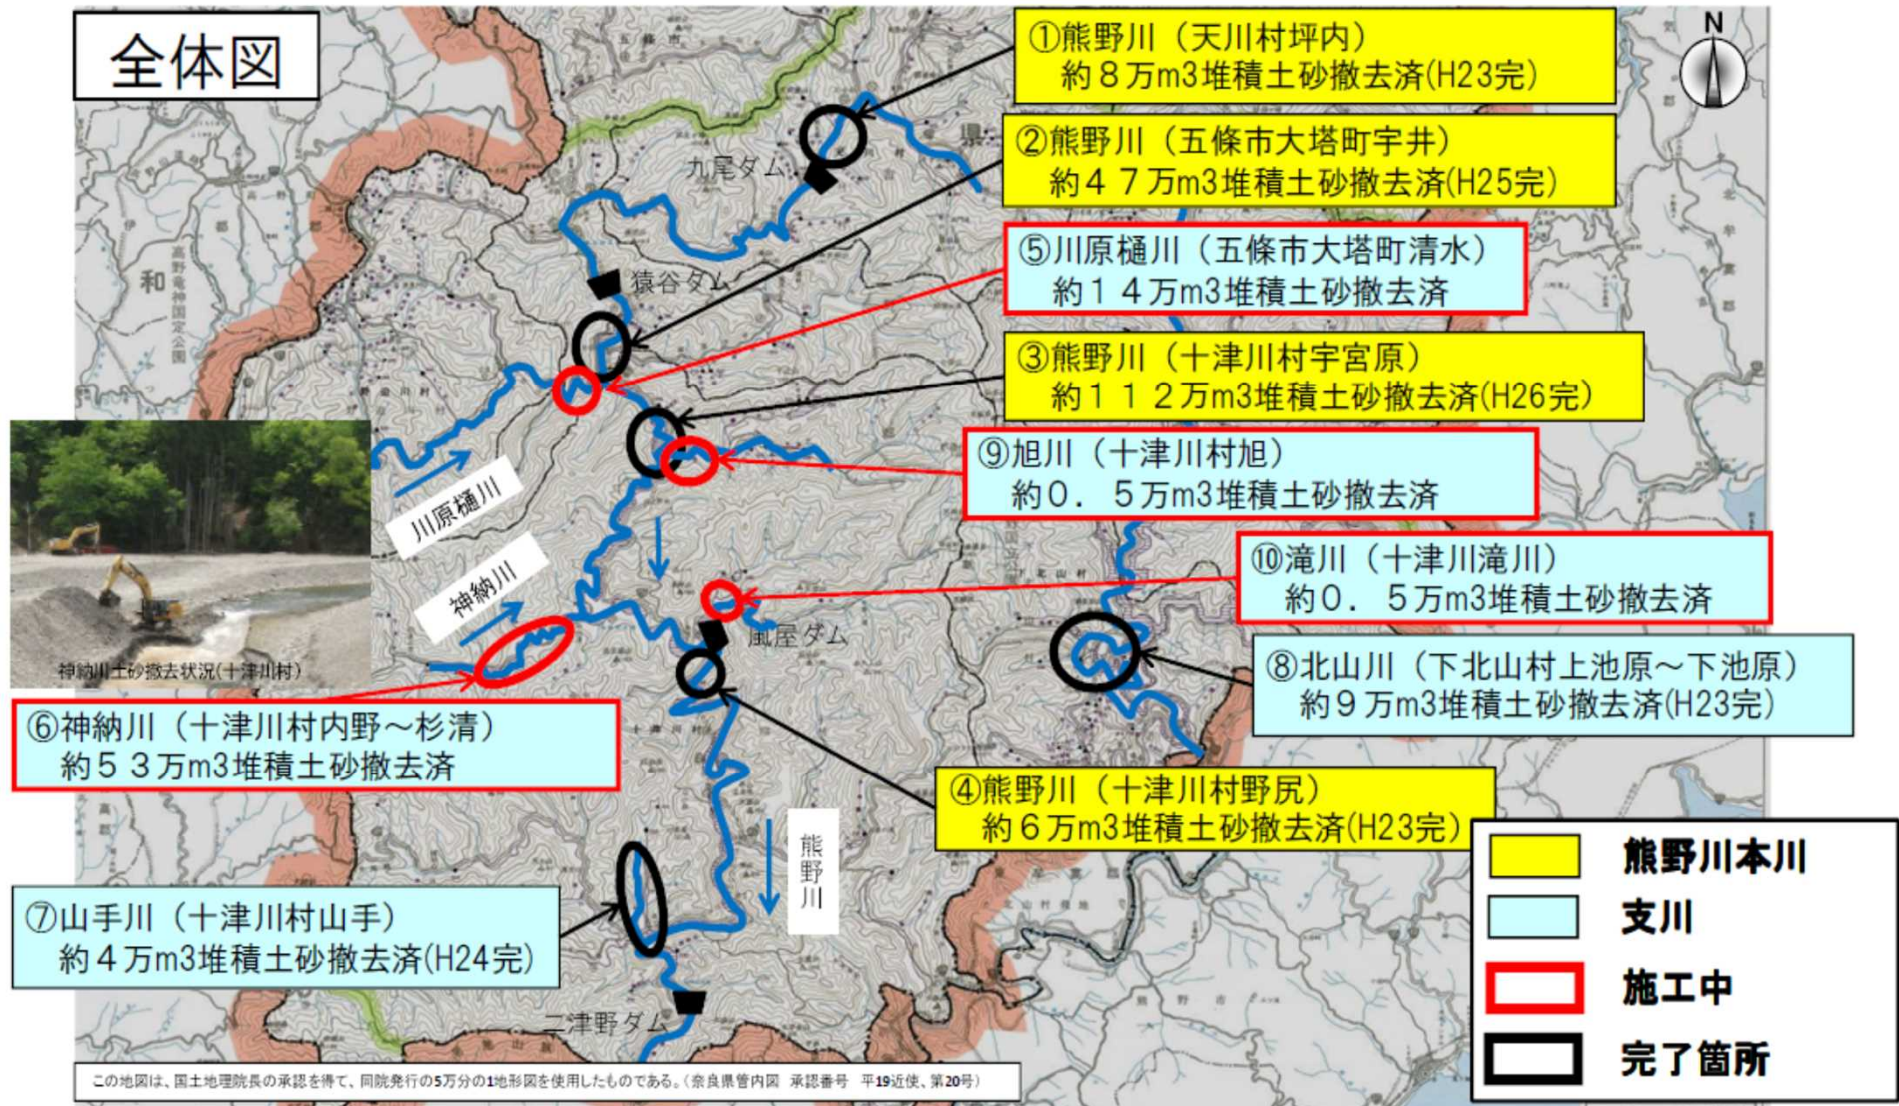 全体図
N
①熊野川（天川村坪内）
約８万m3堆積土砂撤去済(H23完)
②熊野川（五條市大塔町宇井）
約４７万m3堆積土砂撤去済(H25完)
⑤川原樋川（五條市大塔町清水）
約１４万m3堆積土砂撤去済
③熊野川（十津川村宇宮原）
約１１２万m3堆積土砂撤去済(H26完)
⑨旭川（十津川村旭）
約０．５万m3堆積土砂撤去済
⑩滝川（十津川滝川）
約０．５万m3堆積土砂撤去済
⑧北山川（下北山村上池原～下池原）
約９万m3堆積土砂撤去済(H23完)
④熊野川（十津川村野尻）
約６万m3堆積土砂撤去済(H23完)
九尾ダム
猿谷ダム
和
高野竜神国定公園
川原樋川
神納川
風屋ダム
神納川土砂撤去状況(十津川村)
⑥神納川（十津川村内野～杉清）
約５３万m3堆積土砂撤去済
熊野川
⑦山手川（十津川村山手）
約４万m3堆積土砂撤去済(H24完)
二津野ダム
熊野川本川
支川
施工中
完了箇所
この地図は、国土地理院長の承認を得て、同院発行の5万分の1地形図を使用したものである。（奈良県管内図　承認番号　平19近使、第20号）